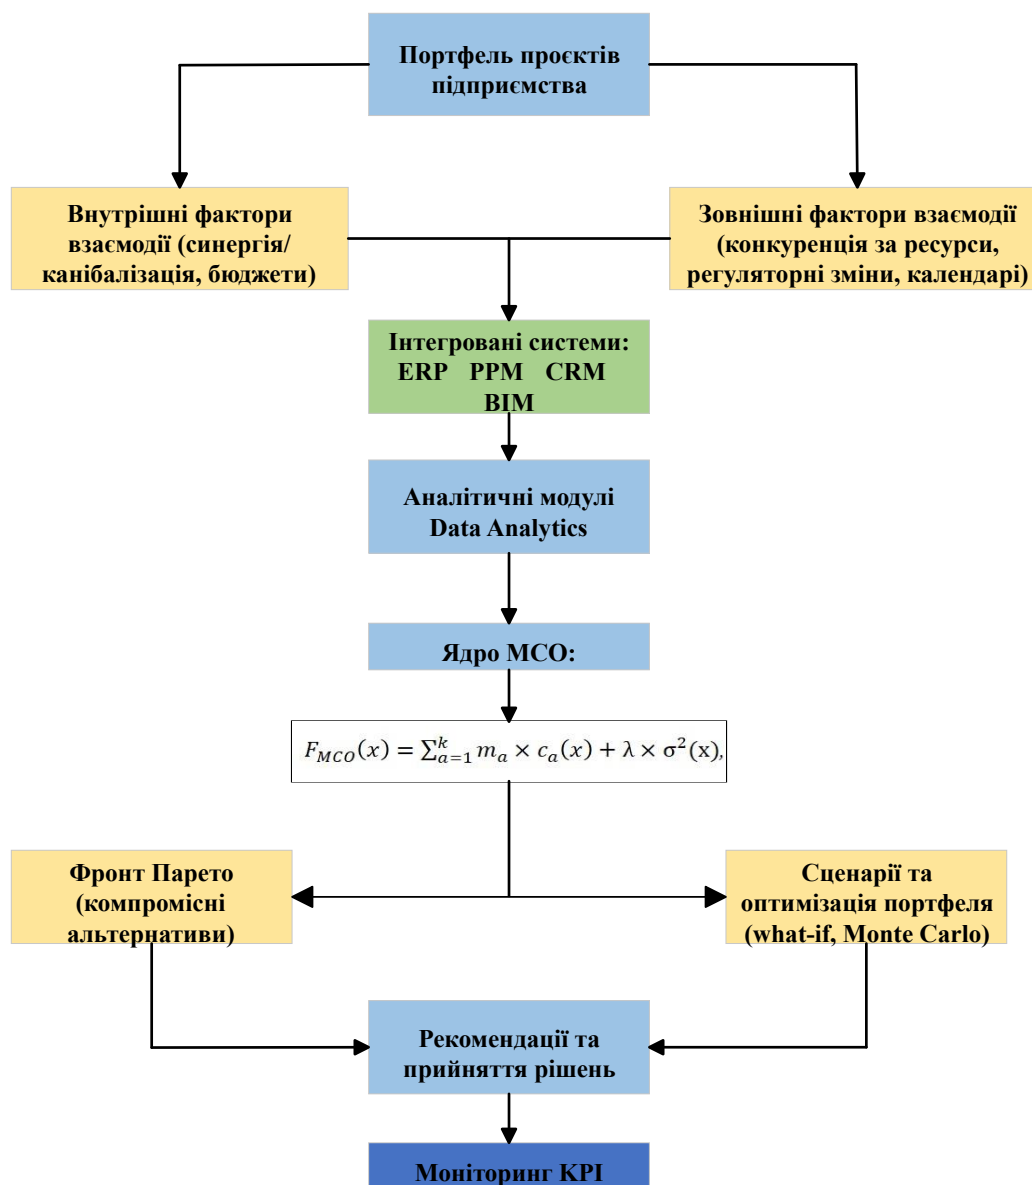 Портфель проєктів
підприємства
Внутрішні фактори
взаємодії (синергія/
канібалізація, бюджети)
Зовнішні фактори взаємодії
(конкуренція за ресурси,
регуляторні зміни, календарі)
Інтегровані системи:
ERP PPM CRM
BIM
Аналітичні модулі
Data Analytics
Ядро МСО:
F_{MCO}(x) = \sum_{a=1}^{k} m_a × c_a(x) + λ × σ²(x),
Фронт Парето
(компромісні
альтернативи)
Сценарії та
оптимізація портфеля
(what-if, Monte Carlo)
Рекомендації та
прийняття рішень
Моніторинг KPI